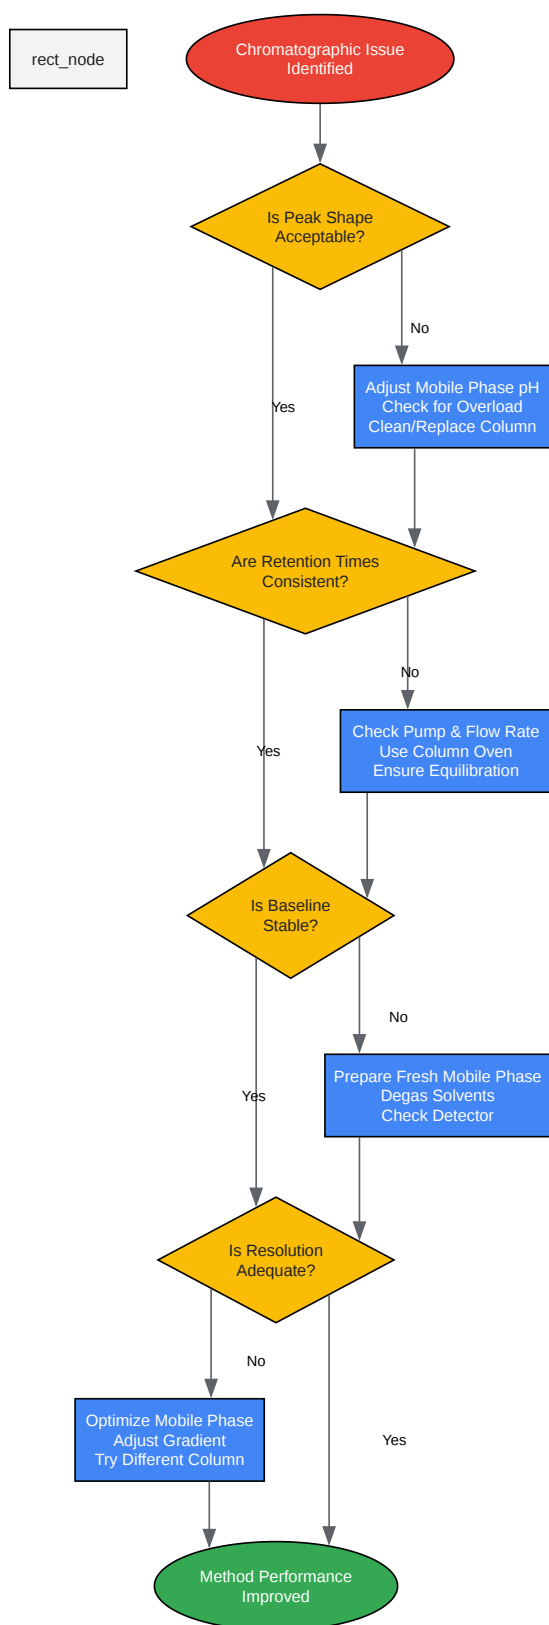 rect_node
Chromatographic Issue
Identified
Is Peak Shape
Acceptable?
No
Yes
Adjust Mobile Phase pH
Check for Overload
Clean/Replace Column
Are Retention Times
Consistent?
No
Yes
Check Pump & Flow Rate
Use Column Oven
Ensure Equilibration
Is Baseline
Stable?
No
Yes
Prepare Fresh Mobile Phase
Degas Solvents
Check Detector
Is Resolution
Adequate?
No
Yes
Optimize Mobile Phase
Adjust Gradient
Try Different Column
Method Performance
Improved